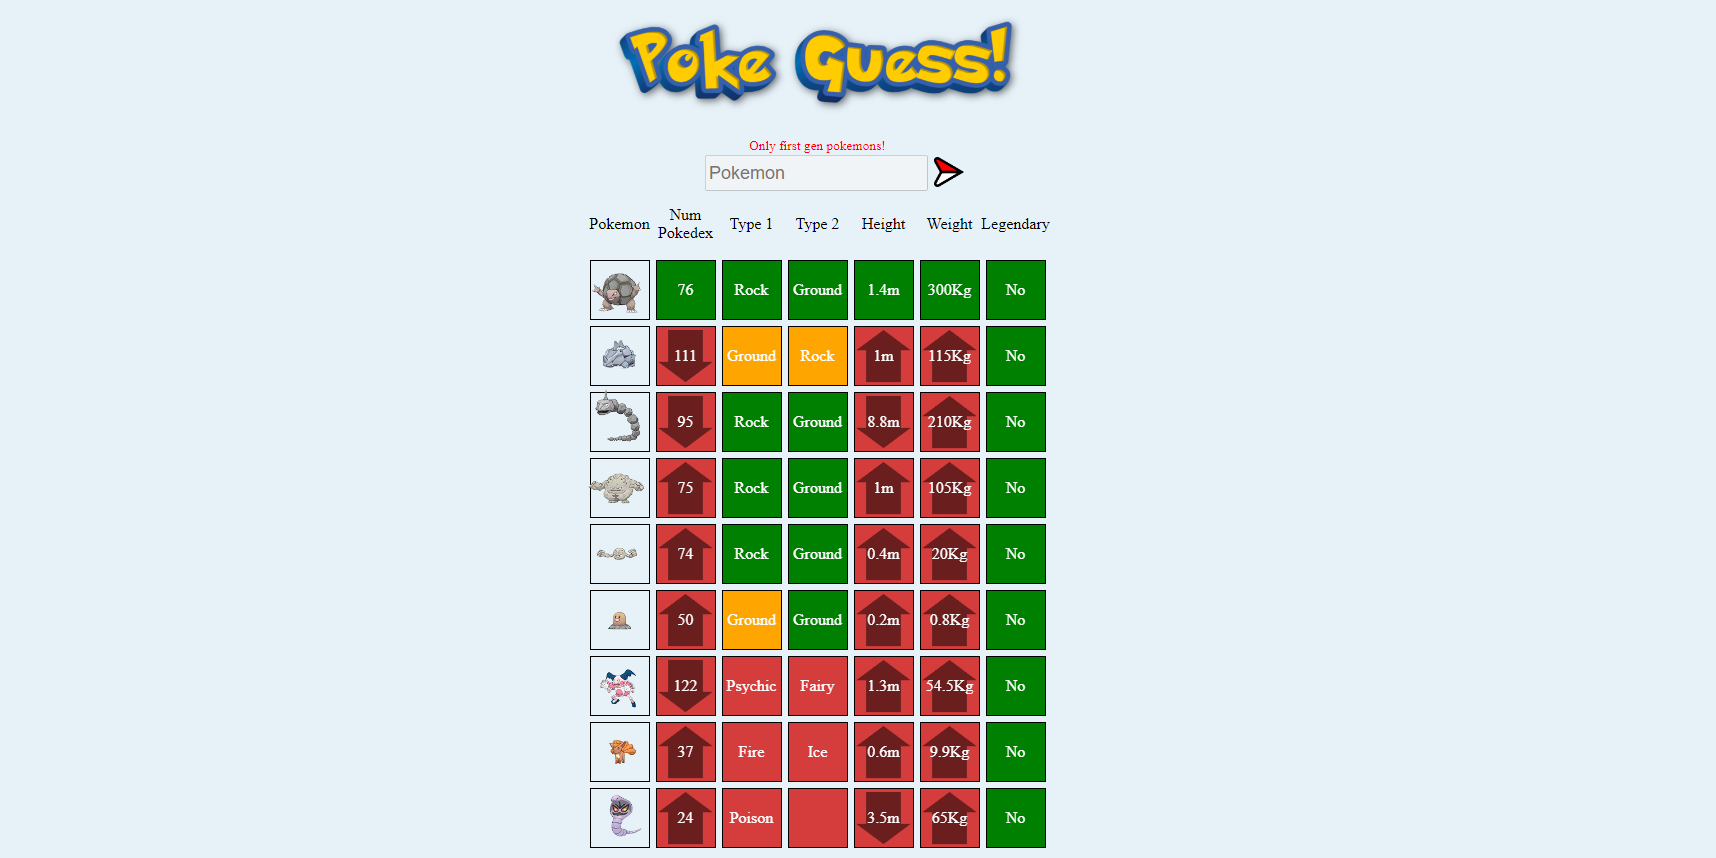 Poke Guess!
Only first gen pokemons!
Pokemon
Pokemon Num Pokedex Type 1 Type 2 Height Weight Legendary
76 Rock Ground 1.4m 300Kg No
111 Ground Rock 1m 115Kg No
95 Rock Ground 8.8m 210Kg No
75 Rock Ground 1m 105Kg No
74 Rock Ground 0.4m 20Kg No
50 Ground Ground 0.2m 0.8Kg No
122 Psychic Fairy 1.3m 54.5Kg No
37 Fire Ice 0.6m 9.9Kg No
24 Poison 3.5m 65Kg No